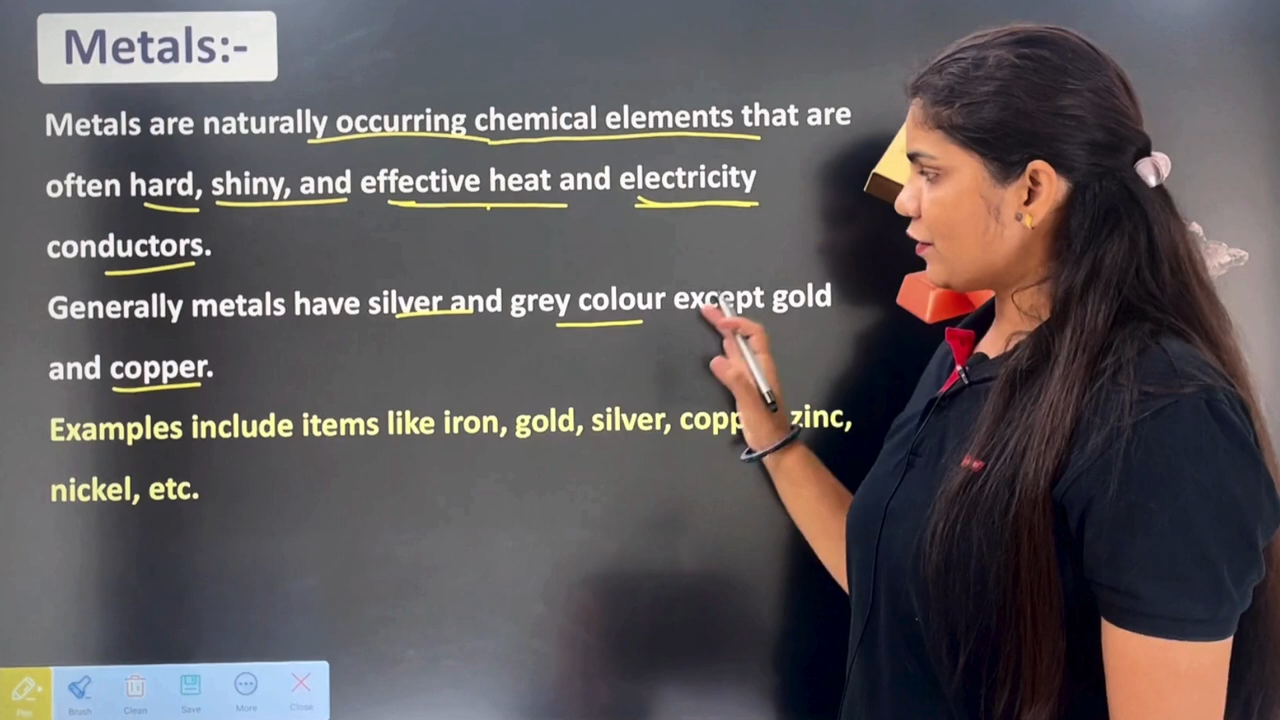 Metals:-
Metals are naturally occurring chemical elements that are
often hard, shiny, and effective heat and electricity
conductors.
Generally metals have silver and grey colour except gold
and copper.
Examples include items like iron, gold, silver, zinc,
nickel, etc.
Pen Brush Clean Save More Close